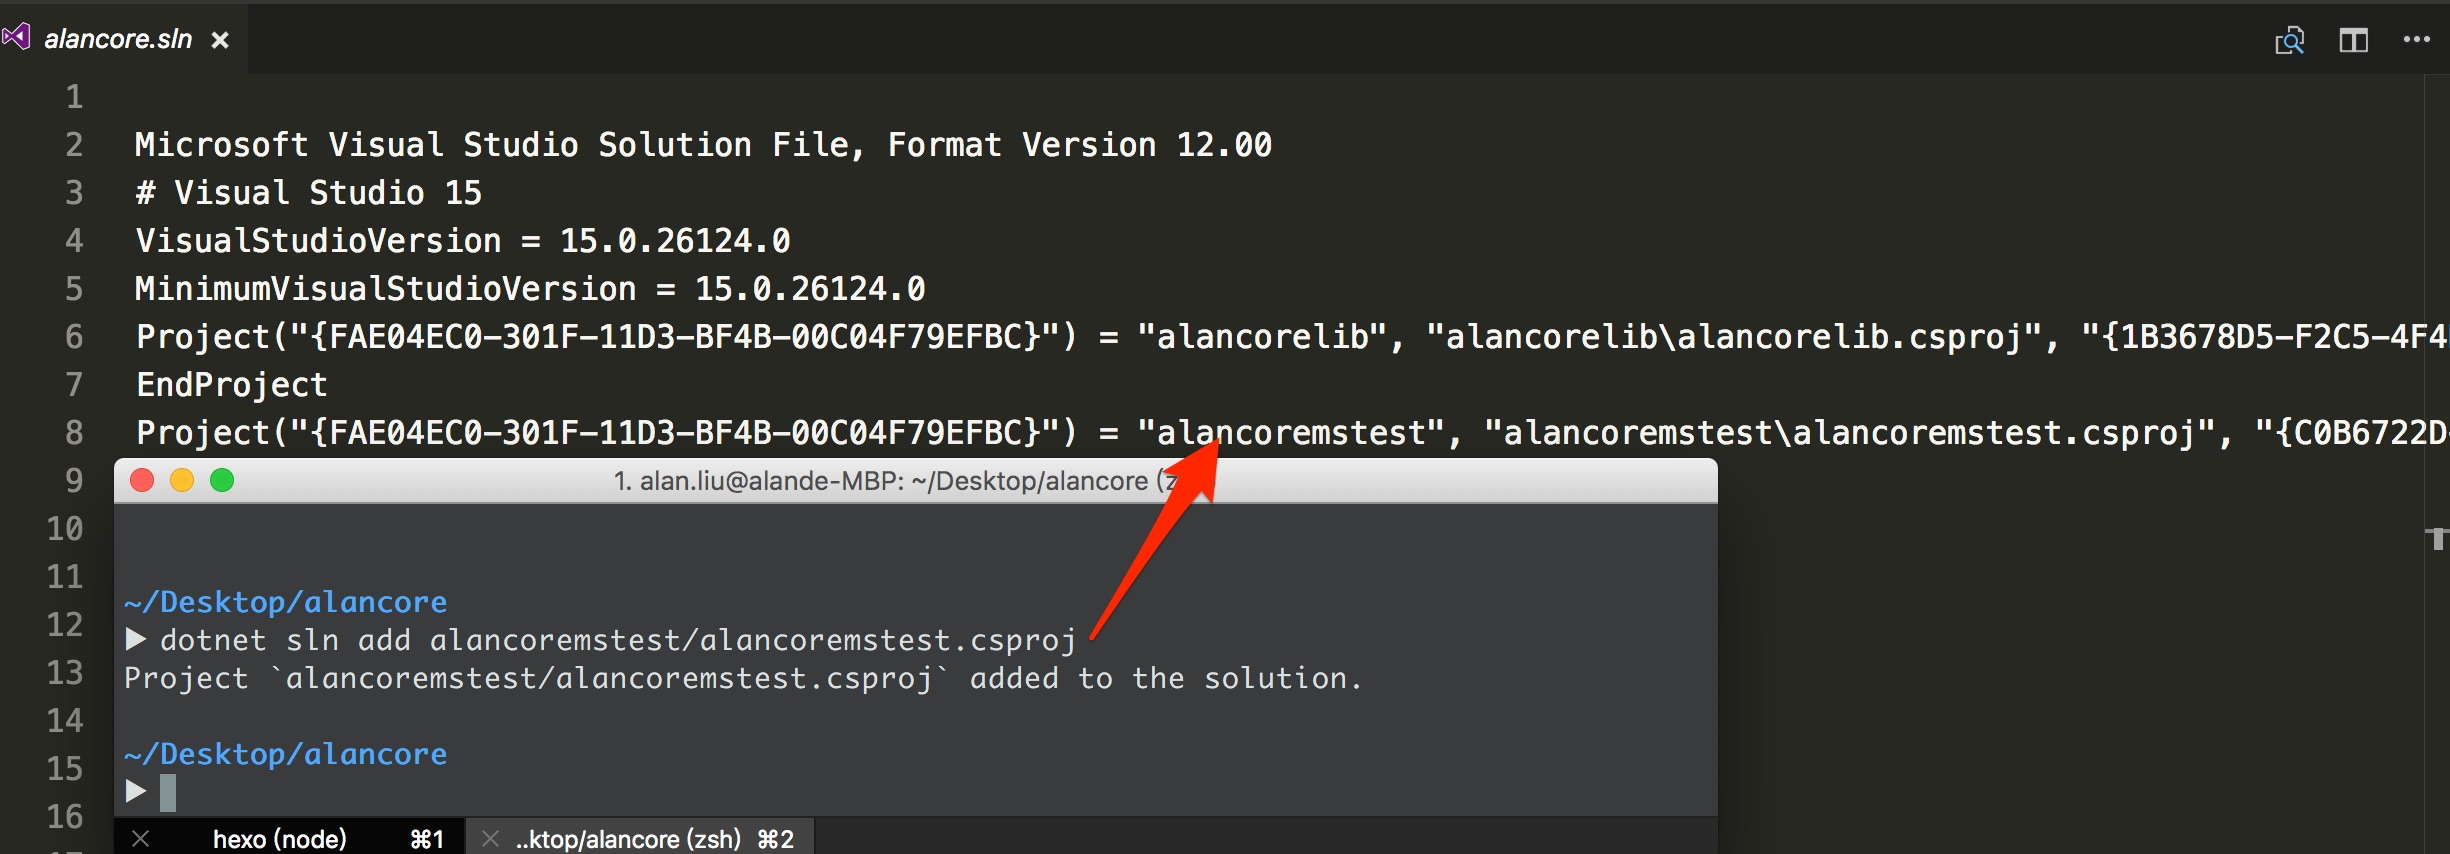 alancore.sln
1
2 Microsoft Visual Studio Solution File, Format Version 12.00
3 # Visual Studio 15
4 VisualStudioVersion = 15.0.26124.0
5 MinimumVisualStudioVersion = 15.0.26124.0
6 Project("{FAE04EC0-301F-11D3-BF4B-00C04F79EFBC}") = "alancorelib", "alancorelib\alancorelib.csproj", "{1B3678D5-F2C5-4F4
7 EndProject
8 Project("{FAE04EC0-301F-11D3-BF4B-00C04F79EFBC}") = "alancoremstest", "alancoremstest\alancoremstest.csproj", "{C0B6722D
9
10
11
12
13
14
15
16
1. alan.liu@alande-MBP: ~/Desktop/alancore (z
~/Desktop/alancore
▶ dotnet sln add alancoremstest/alancoremstest.csproj
Project `alancoremstest/alancoremstest.csproj` added to the solution.
~/Desktop/alancore
▶
hexo (node) ⌘1
..ktop/alancore (zsh) ⌘2